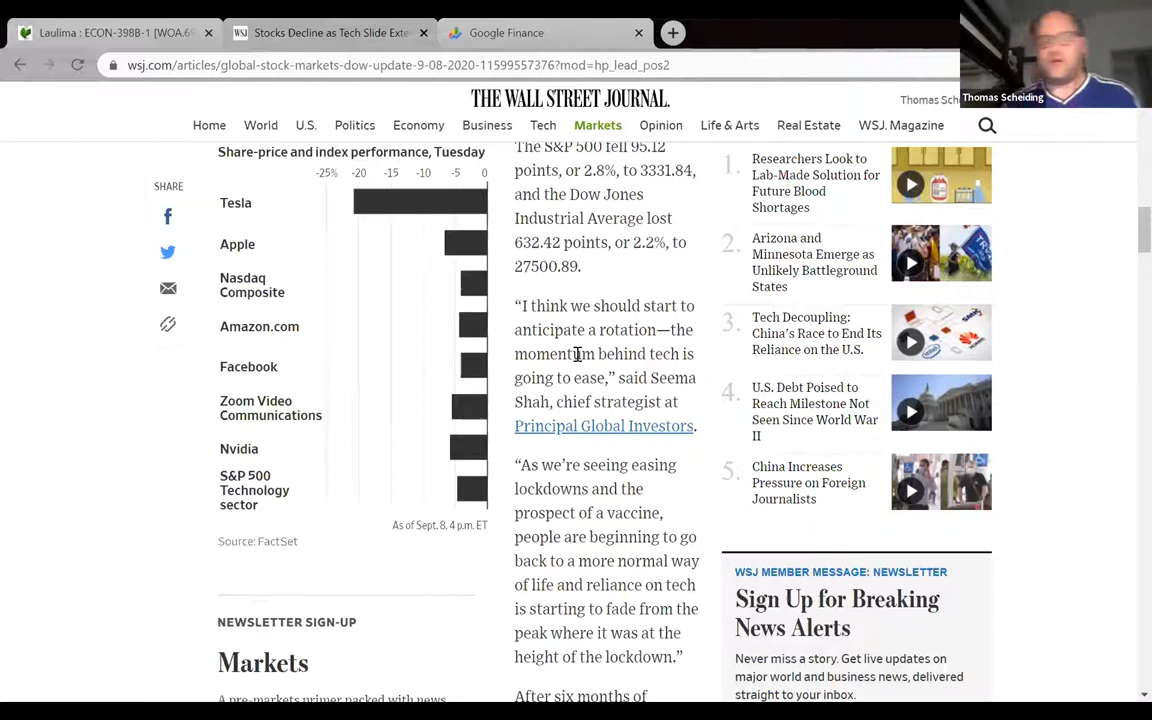 Laulima : ECON-398B-1 [WOA.6
Stocks Decline as Tech Slide Exte
Google Finance
wsj.com/articles/global-stock-markets-dow-update-9-08-2020-11599557376?mod=hp_lead_pos2
Thomas Scheiding
THE WALL STREET JOURNAL.
Thomas Sche
Home World U.S. Politics Economy Business Tech Markets Opinion Life & Arts Real Estate WSJ. Magazine
SHARE
Share-price and index performance, Tuesday
-25% -20 -15 -10 -5 0
Tesla
Apple
Nasdaq
Composite
Amazon.com
Facebook
Zoom Video
Communications
Nvidia
S&P 500
Technology
sector
As of Sept. 8, 4 p.m. ET
Source: FactSet
NEWSLETTER SIGN-UP
Markets
A pre-markets primer packed with news,
The S&P 500 fell 95.12
points, or 2.8%, to 3331.84,
and the Dow Jones
Industrial Average lost
632.42 points, or 2.2%, to
27500.89.
“I think we should start to
anticipate a rotation—the
momentum behind tech is
going to ease,” said Seema
Shah, chief strategist at
Principal Global Investors.
“As we’re seeing easing
lockdowns and the
prospect of a vaccine,
people are beginning to go
back to a more normal way
of life and reliance on tech
is starting to fade from the
peak where it was at the
height of the lockdown.”
After six months of
1.
Researchers Look to
Lab-Made Solution for
Future Blood
Shortages
2.
Arizona and
Minnesota Emerge as
Unlikely Battleground
States
3.
Tech Decoupling:
China's Race to End Its
Reliance on the U.S.
4.
U.S. Debt Poised to
Reach Milestone Not
Seen Since World War
II
5.
China Increases
Pressure on Foreign
Journalists
WSJ MEMBER MESSAGE: NEWSLETTER
Sign Up for Breaking
News Alerts
Never miss a story. Get live updates on
major world and business news, delivered
straight to your inbox.